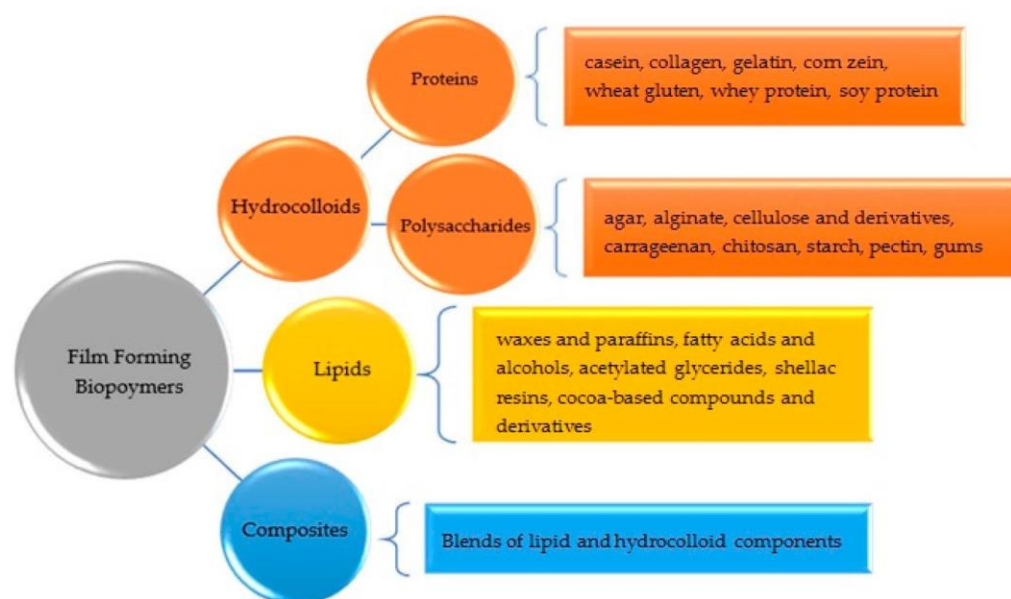 Proteins
casein, collagen, gelatin, corn zein,
wheat gluten, whey protein, soy protein
Hydrocolloids
Polysaccharides
agar, alginate, cellulose and derivatives,
carrageenan, chitosan, starch, pectin, gums
Film Forming
Biopoymers
Lipids
waxes and paraffins, fatty acids and
alcohols, acetylated glycerides, shellac
resins, cocoa-based compounds and
derivatives
Composites
Blends of lipid and hydrocolloid components